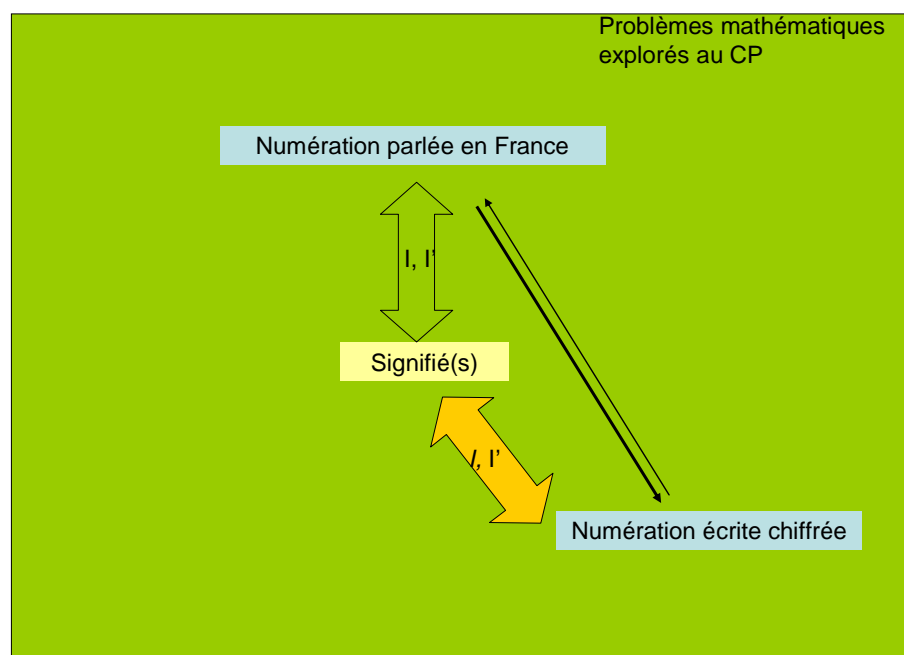 Problèmes mathématiques
explorés au CP
Numération parlée en France
I, I’
Signifié(s)
I, I’
Numération écrite chiffrée